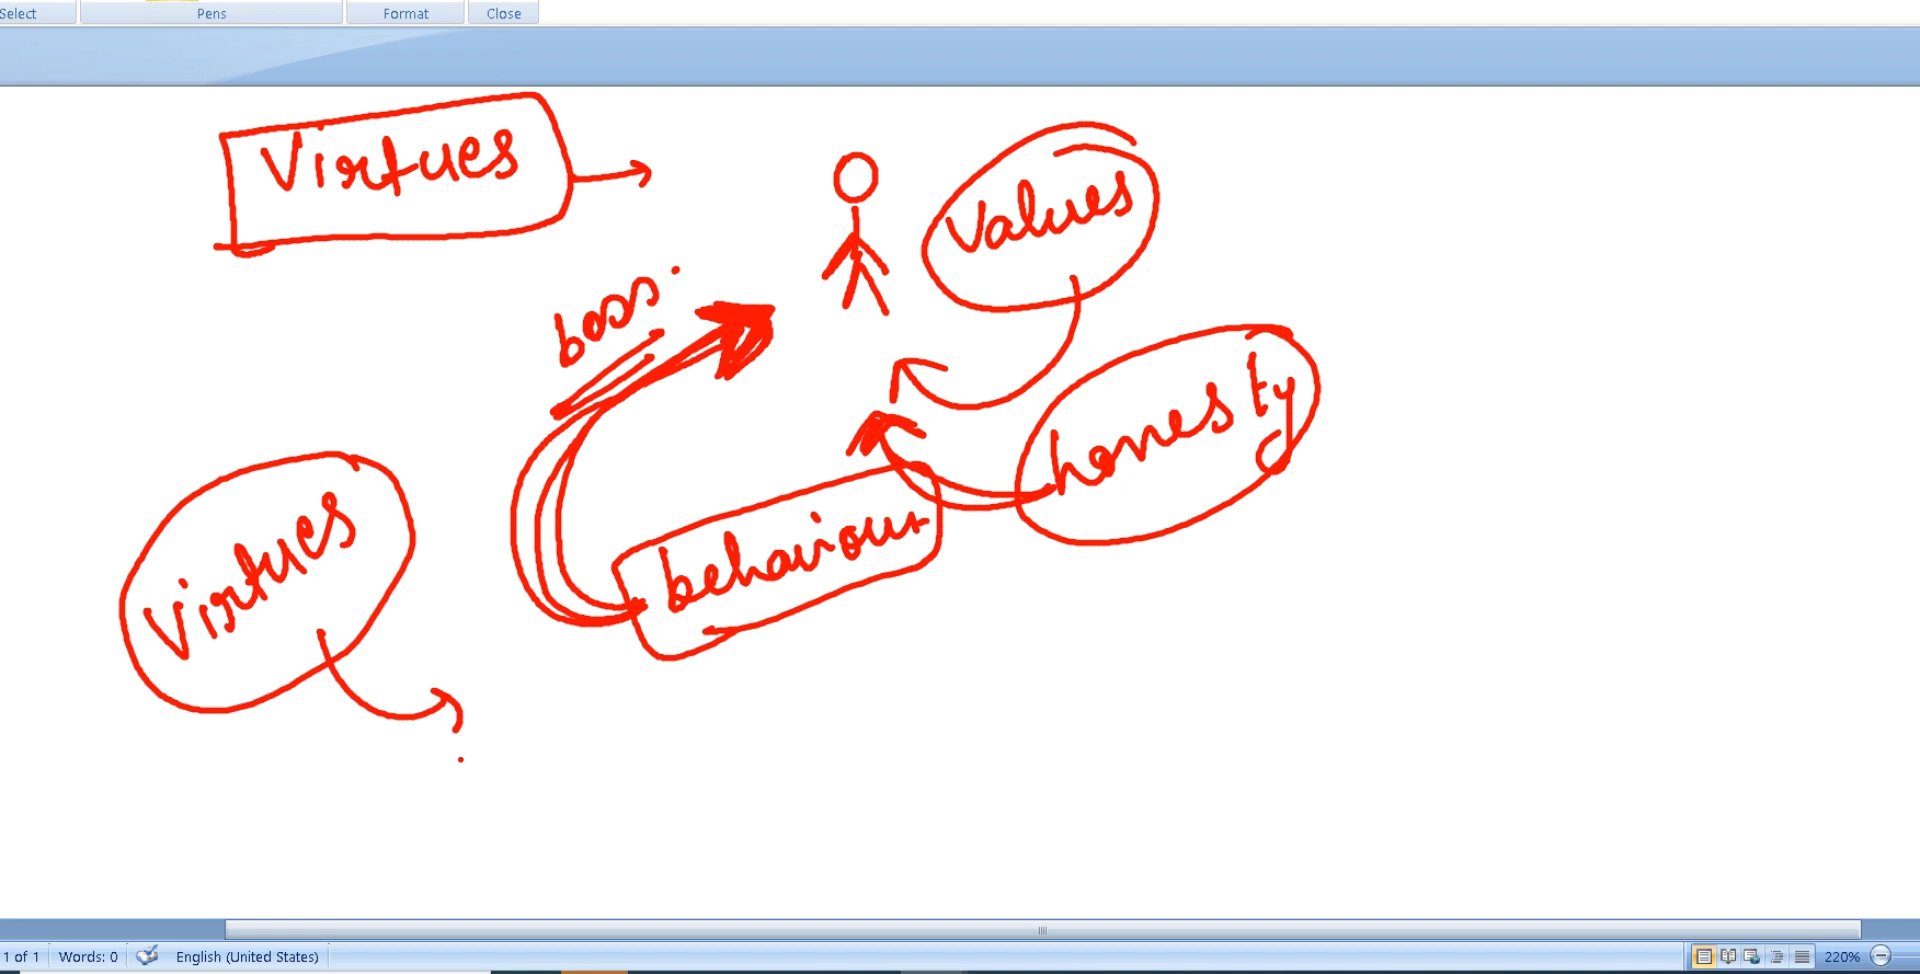 Select Pens Format Close
Virtues
Values
boss.
honesty
Virtues
behaviour
1 of 1 Words: 0 English (United States) 220%